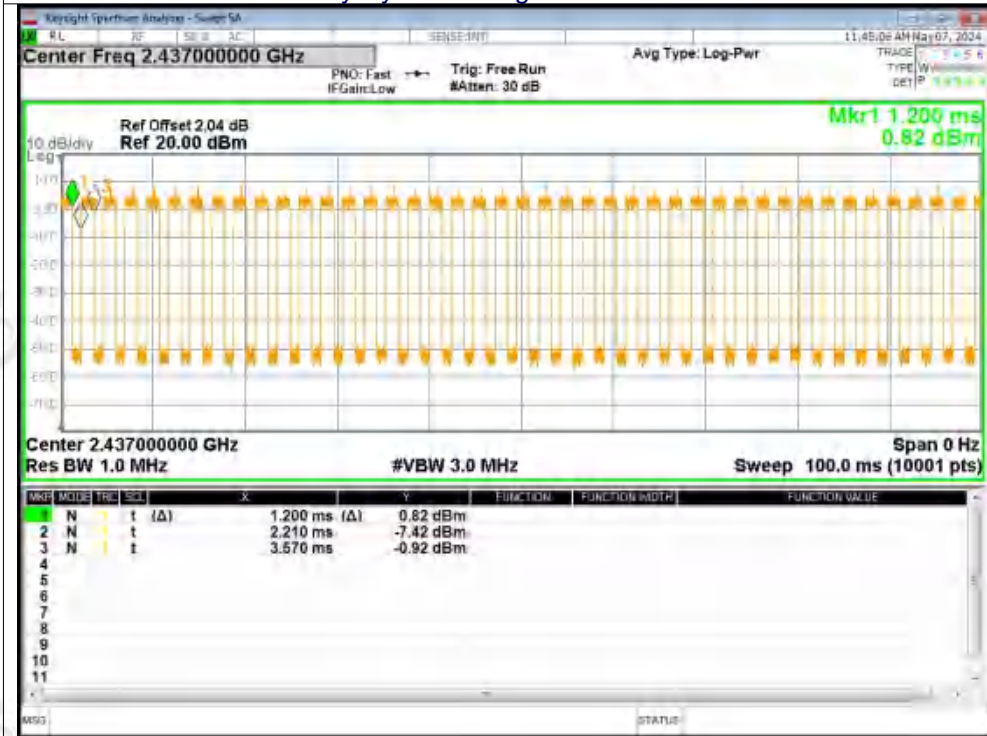 Keysight Spectrum Analyzer - Swept SA
RL RF 50 Ω AC SENSE:INT 11:45:06 AM May 07, 2024
Center Freq 2.437000000 GHz
PNO: Fast
IFGain:Low
Trig: Free Run
#Atten: 30 dB
Avg Type: Log-Pwr
TRACE
TYPE W
DET P
Mkr1 1.200 ms
0.82 dBm
10 dB/div
Log
Ref Offset 2.04 dB
Ref 20.00 dBm
Center 2.437000000 GHz
Span 0 Hz
Res BW 1.0 MHz
#VBW 3.0 MHz
Sweep 100.0 ms (10001 pts)
MKR MODE TRC SCL X Y FUNCTION FUNCTION WIDTH FUNCTION VALUE
1 N 1 t (Δ) 1.200 ms (Δ) 0.82 dBm
2 N 1 t 2.210 ms -7.42 dBm
3 N 1 t 3.570 ms -0.92 dBm
4
5
6
7
8
9
10
11
MSG
STATUS